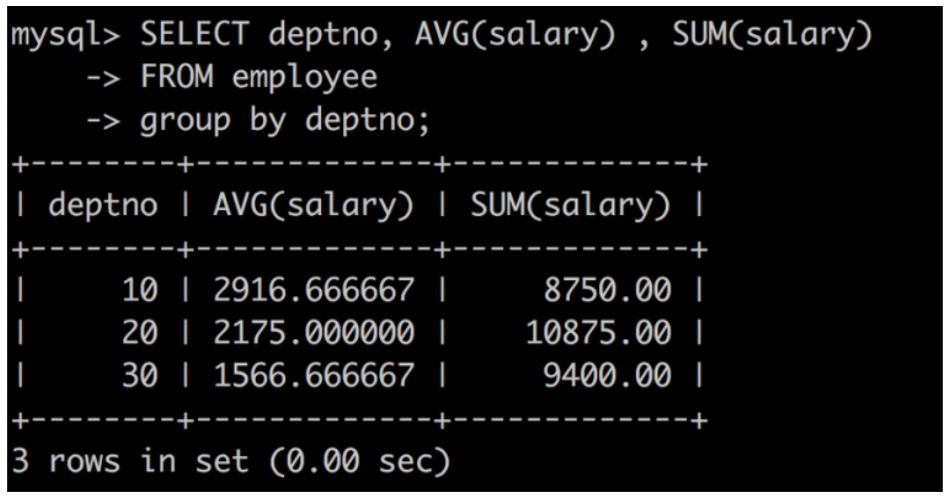 mysql> SELECT deptno, AVG(salary) , SUM(salary)
    -> FROM employee
    -> group by deptno;
+--------+-------------+-------------+
| deptno | AVG(salary) | SUM(salary) |
+--------+-------------+-------------+
|     10 | 2916.666667 |     8750.00 |
|     20 | 2175.000000 |    10875.00 |
|     30 | 1566.666667 |     9400.00 |
+--------+-------------+-------------+
3 rows in set (0.00 sec)